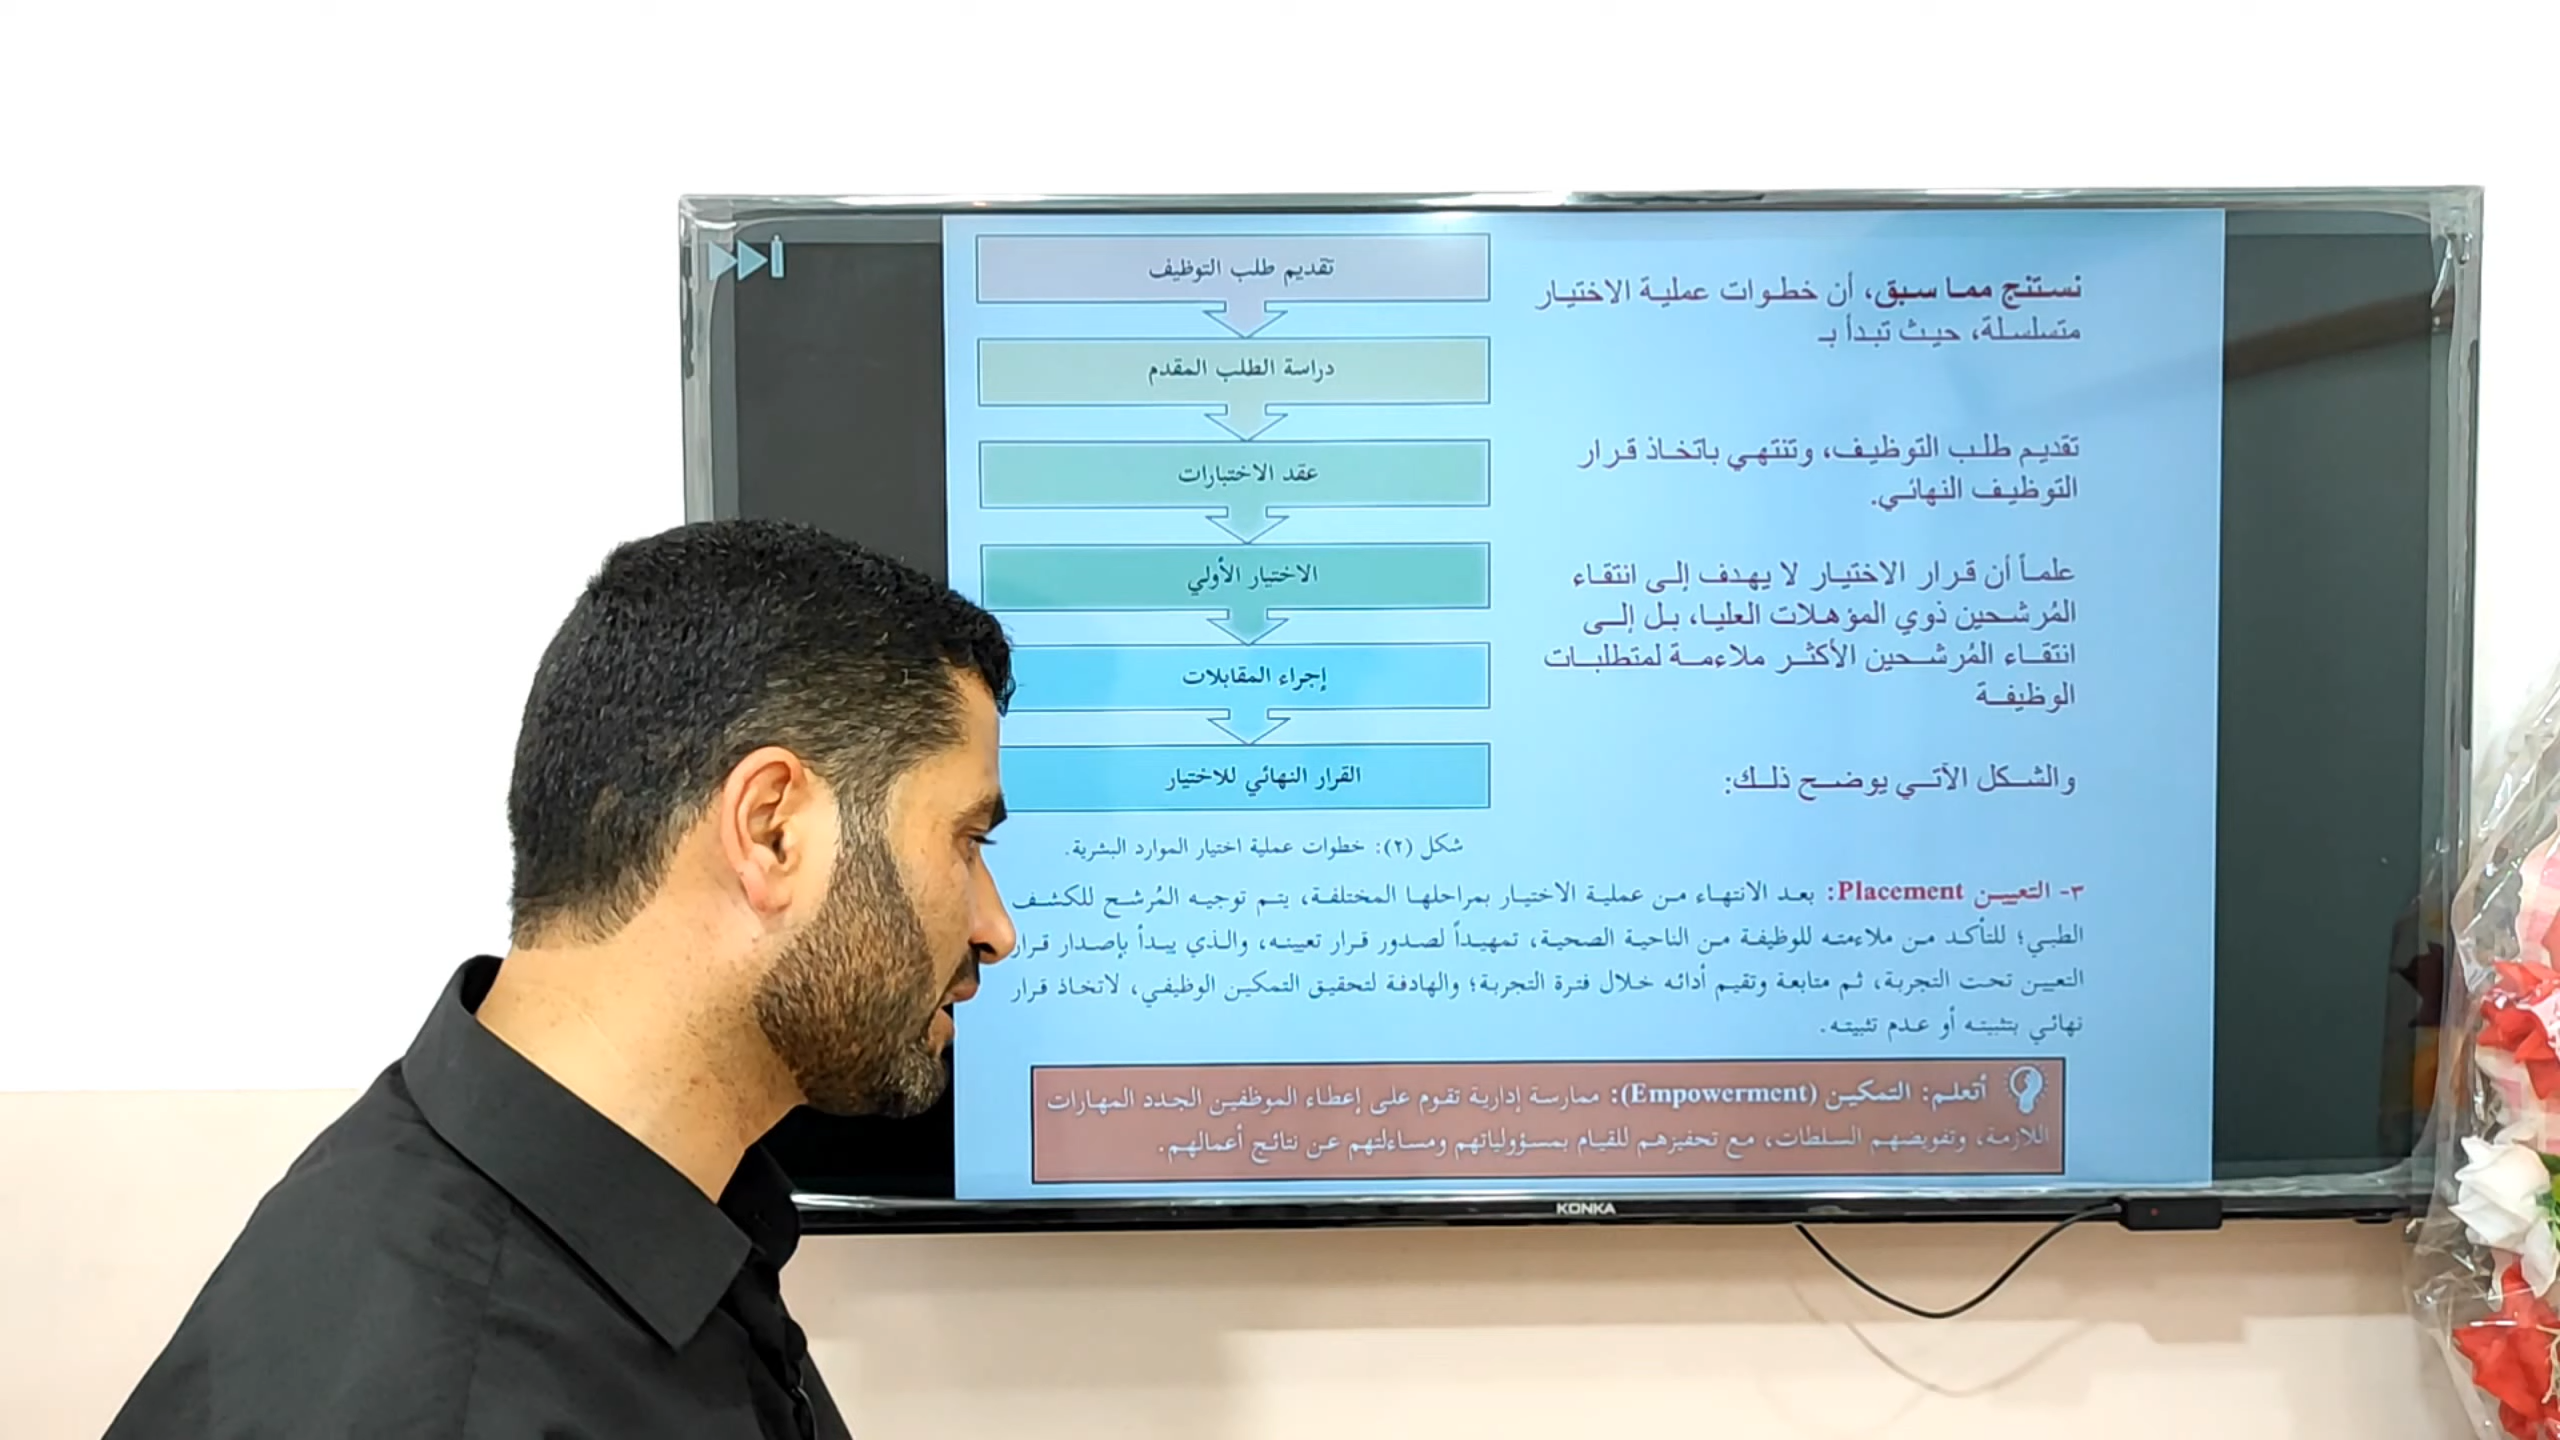 نستنج مما سبق، أن خطوات عملية الاختيار
متسلسلة، حيث تبدأ بـ
تقديم طلب التوظيف، وتنتهي باتخاذ قرار
التوظيف النهائي.
علماً أن قرار الاختيار لا يهدف إلى انتقاء
المُرشحين ذوي المؤهلات العليا، بل إلى
انتقاء المُرشحين الأكثر ملاءمة لمتطلبات
الوظيفة
والشكل الآتي يوضح ذلك:
تقديم طلب التوظيف
دراسة الطلب المقدم
عقد الاختبارات
الاختيار الأولي
إجراء المقابلات
القرار النهائي للاختيار
شكل (٢): خطوات عملية اختيار الموارد البشرية.
٣- التعيين Placement: بعد الانتهاء من عملية الاختيار بمراحلها المختلفة، يتم توجيه المُرشح للكشف
الطبي؛ للتأكد من ملاءمته للوظيفة من الناحية الصحية، تمهيداً لصدور قرار تعيينه، والذي يبدأ بإصدار قرار
التعيين تحت التجربة، ثم متابعة وتقيم أدائه خلال فترة التجربة؛ والهادفة لتحقيق التمكين الوظيفي، لاتخاذ قرار
نهائي بتثبيته أو عدم تثبيته.
أتعلم: التمكين (Empowerment): ممارسة إدارية تقوم على إعطاء الموظفين الجدد المهارات
اللازمة، وتفويضهم السلطات، مع تحفيزهم للقيام بمسؤولياتهم ومساءلتهم عن نتائج أعمالهم.
KONKA